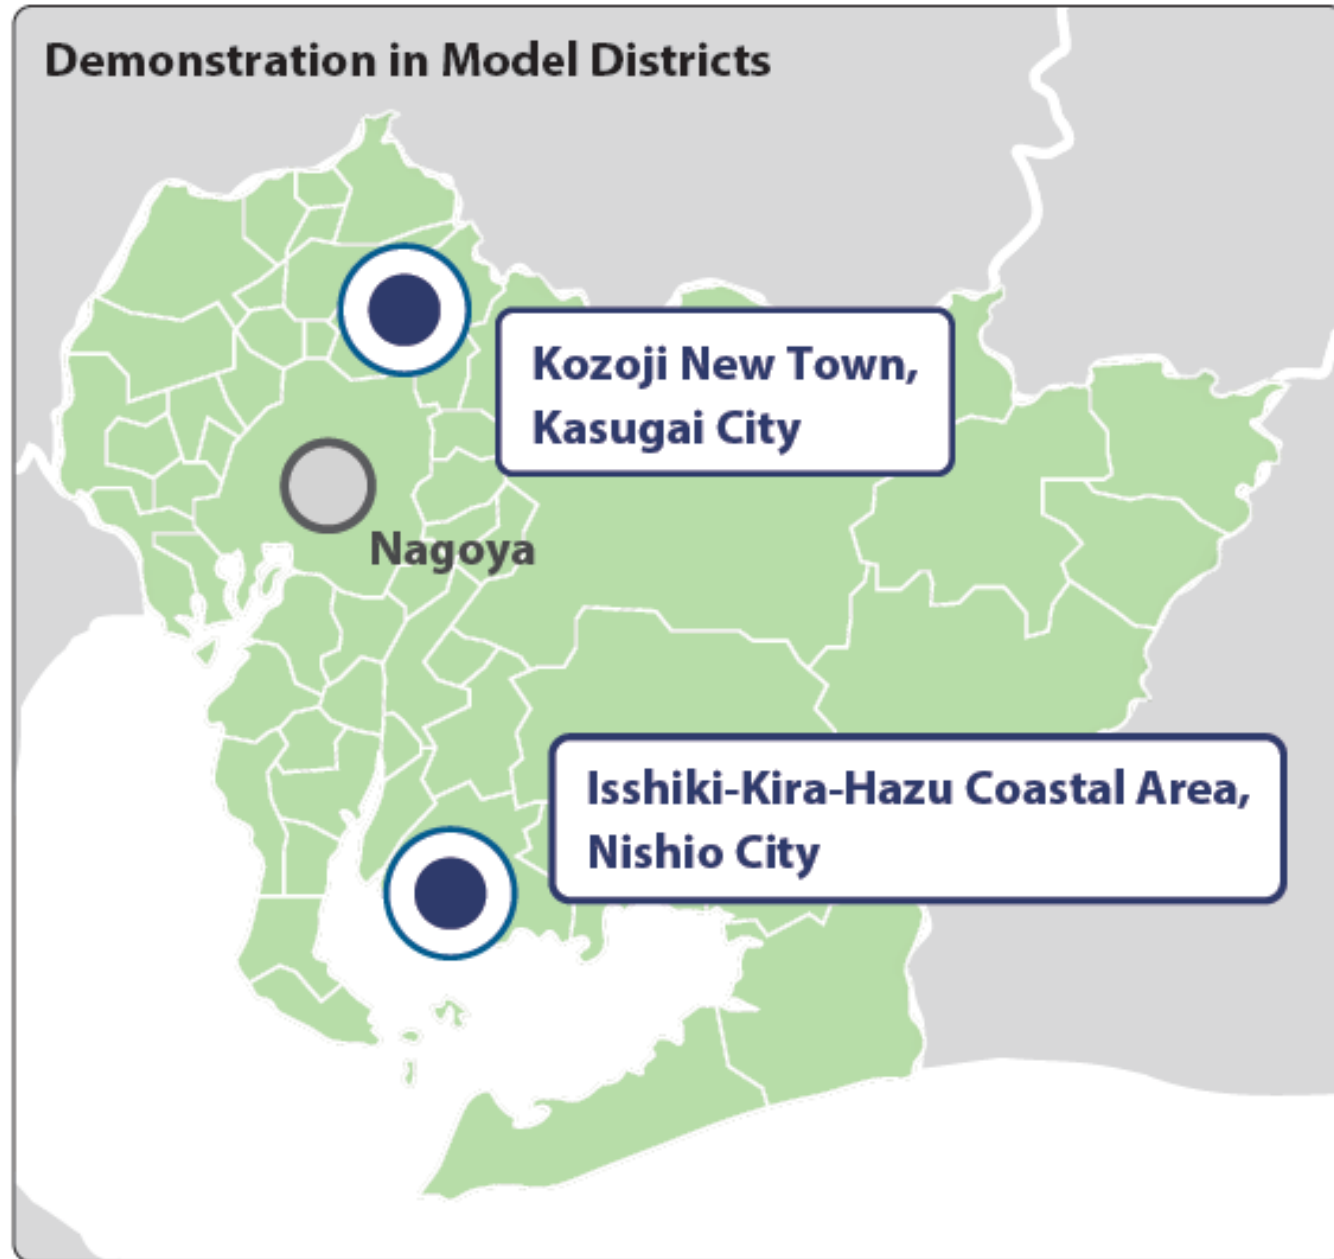 Demonstration in Model Districts
Kozoji New Town,
Kasugai City
Nagoya
Isshiki-Kira-Hazu Coastal Area,
Nishio City